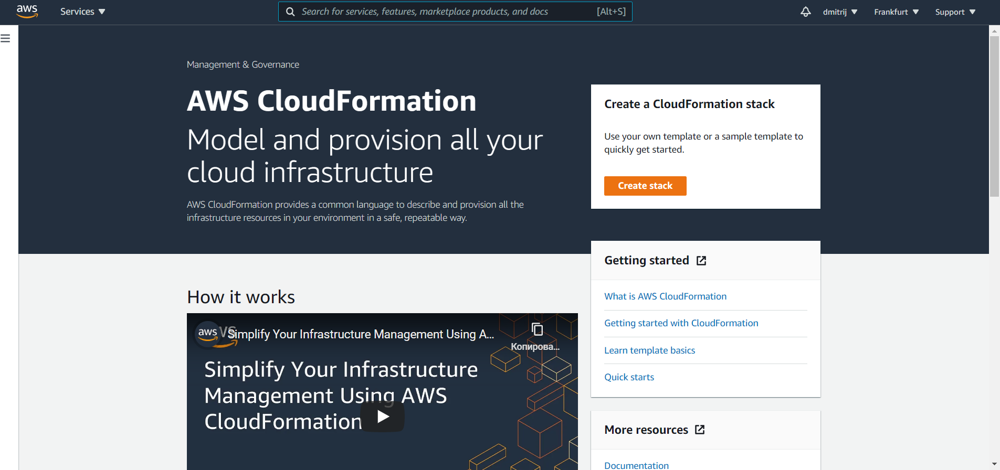 aws
Services
Search for services, features, marketplace products, and docs [Alt+S]
dmitrij
Frankfurt
Support
Management & Governance
AWS CloudFormation
Model and provision all your
cloud infrastructure
AWS CloudFormation provides a common language to describe and provision all the
infrastructure resources in your environment in a safe, repeatable way.
Create a CloudFormation stack
Use your own template or a sample template to
quickly get started.
Create stack
Getting started
What is AWS CloudFormation
Getting started with CloudFormation
Learn template basics
Quick starts
More resources
Documentation
How it works
aws
Simplify Your Infrastructure Management Using A...
Копирова...
Simplify Your Infrastructure
Management Using AWS
CloudFormation